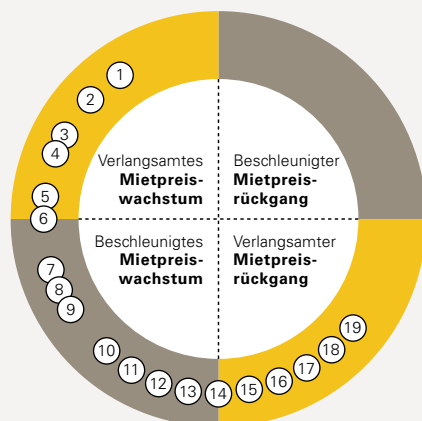 1
2
3
4
5
6
Verlangsamtes
Mietpreis-
wachstum
Beschleunigter
Mietpreis-
rückgang
Beschleunigtes
Mietpreis-
wachstum
Verlangsamter
Mietpreis-
rückgang
7
8
9
10
11
12
13
14
15
16
17
18
19